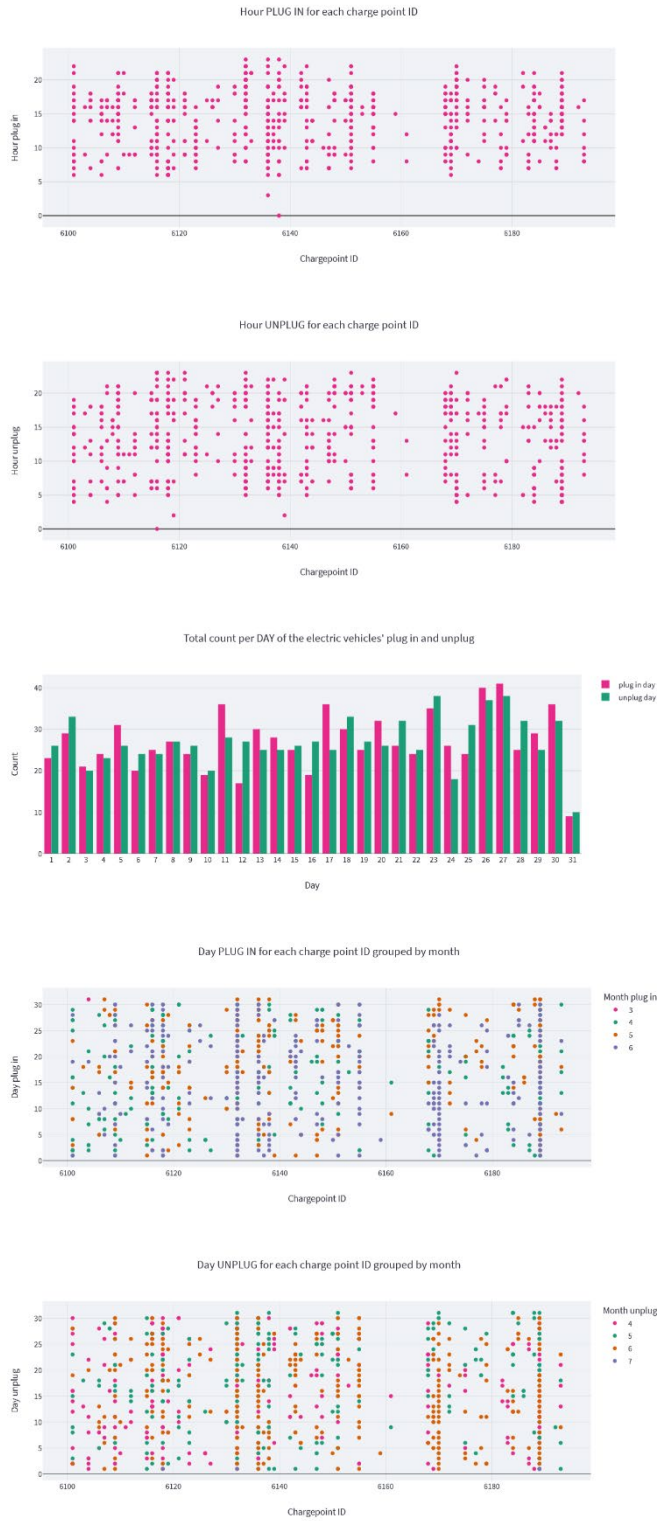 Hour PLUG IN for each charge point ID
Hour plug in
20
15
10
5
0
6100 6120 6140 6160 6180
Chargepoint ID
Hour UNPLUG for each charge point ID
Hour unplug
20
15
10
5
0
6100 6120 6140 6160 6180
Chargepoint ID
Total count per DAY of the electric vehicles' plug in and unplug
plug in day
unplug day
Count
40
30
20
10
0
1 2 3 4 5 6 7 8 9 10 11 12 13 14 15 16 17 18 19 20 21 22 23 24 25 26 27 28 29 30 31
Day
Day PLUG IN for each charge point ID grouped by month
Month plug in
3
4
5
6
Day plug in
30
25
20
15
10
5
0
6100 6120 6140 6160 6180
Chargepoint ID
Day UNPLUG for each charge point ID grouped by month
Month unplug
4
5
6
7
Day unplug
30
25
20
15
10
5
0
6100 6120 6140 6160 6180
Chargepoint ID